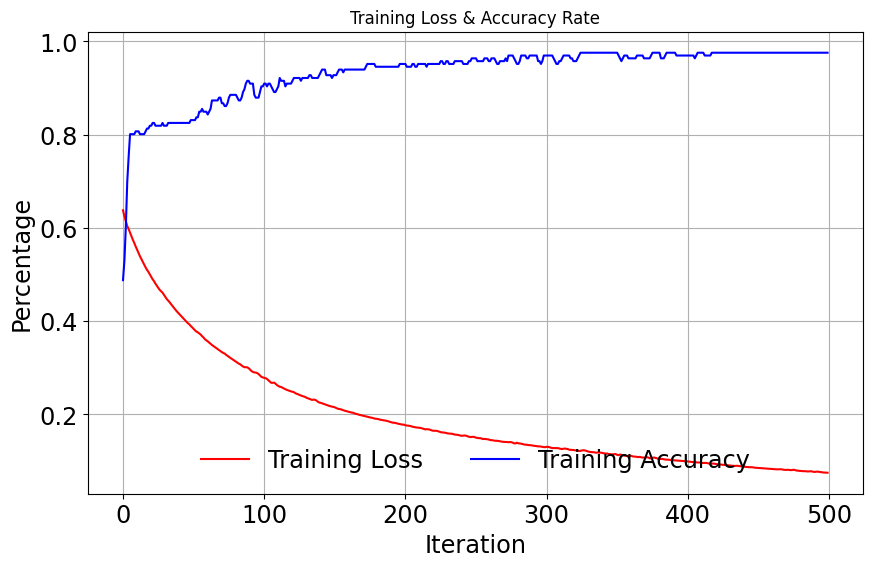 Training Loss & Accuracy Rate
1.0
0.8
0.6
0.4
0.2
Percentage
Training Loss Training Accuracy
0 100 200 300 400 500
Iteration